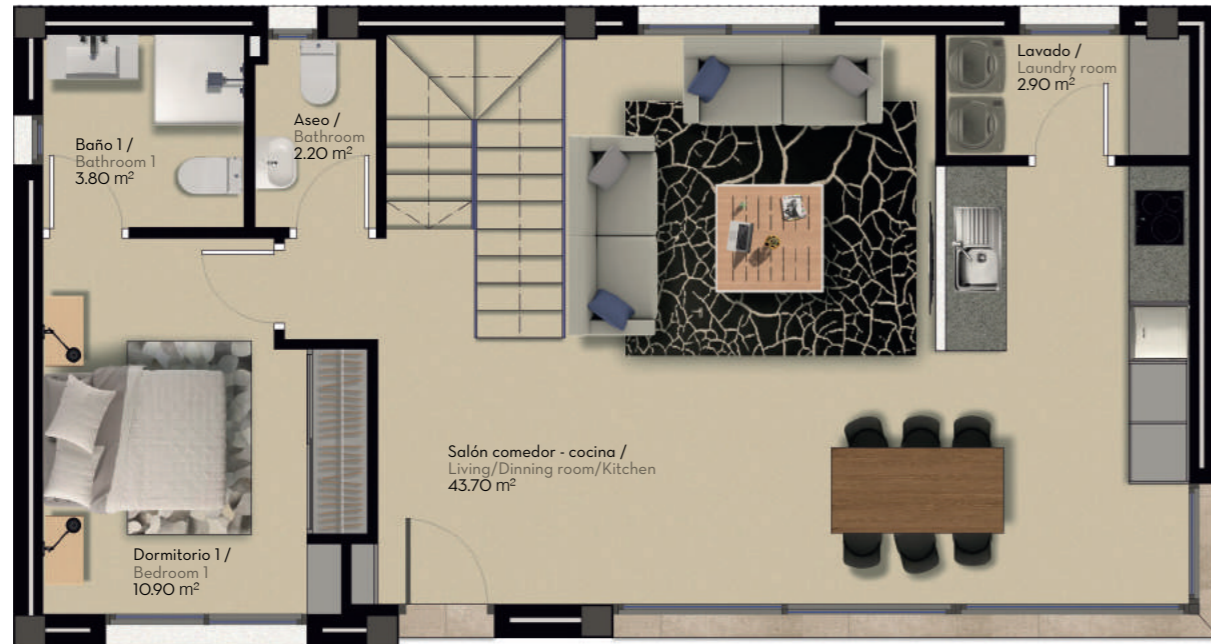 Baño 1 /
Bathroom 1
3.80 m²
Aseo /
Bathroom
2.20 m²
Lavado /
Laundry room
2.90 m²
Salón comedor - cocina /
Living/Dinning room/Kitchen
43.70 m²
Dormitorio 1 /
Bedroom 1
10.90 m²